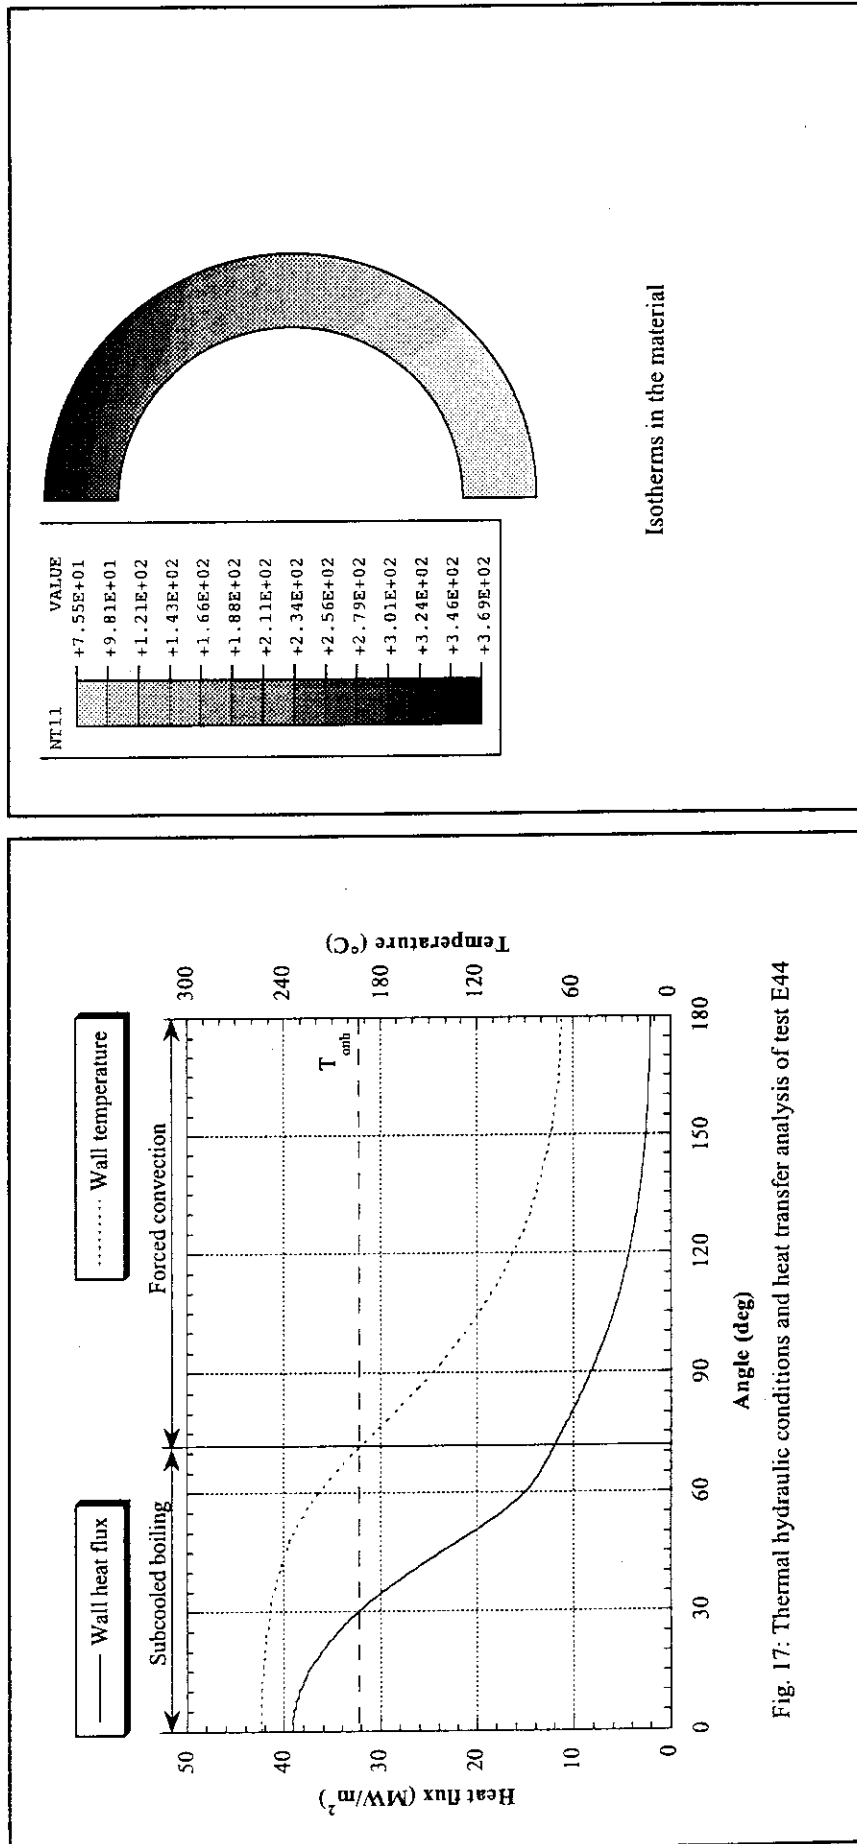 Wall heat flux
Wall temperature
Subcooled boiling
Forced convection
T onb
50
40
30
20
10
0
Heat flux (MW/m²)
300
240
180
120
60
0
Temperature (°C)
0
30
60
90
120
150
180
Angle (deg)
Fig. 17: Thermal hydraulic conditions and heat transfer analysis of test E44
NT11 VALUE
+7.55E+01
+9.81E+01
+1.21E+02
+1.43E+02
+1.66E+02
+1.88E+02
+2.11E+02
+2.34E+02
+2.56E+02
+2.79E+02
+3.01E+02
+3.24E+02
+3.46E+02
+3.69E+02
Isotherms in the material